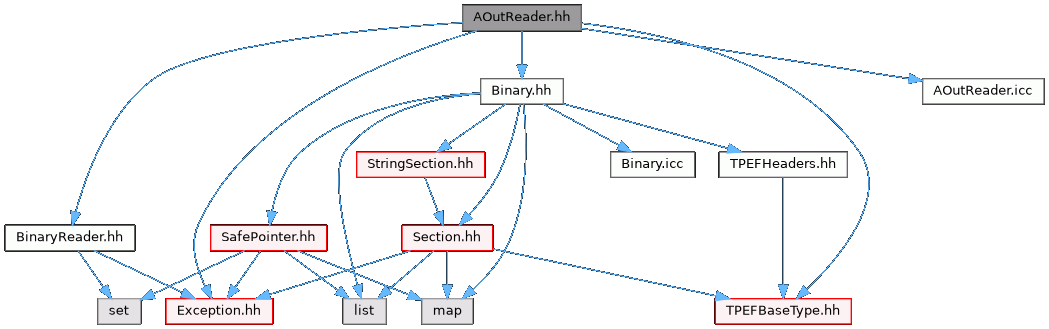 AOutReader.hh
Binary.hh
AOutReader.icc
StringSection.hh
Binary.icc
TPEFHeaders.hh
BinaryReader.hh
SafePointer.hh
Section.hh
set
Exception.hh
list
map
TPEFBaseType.hh